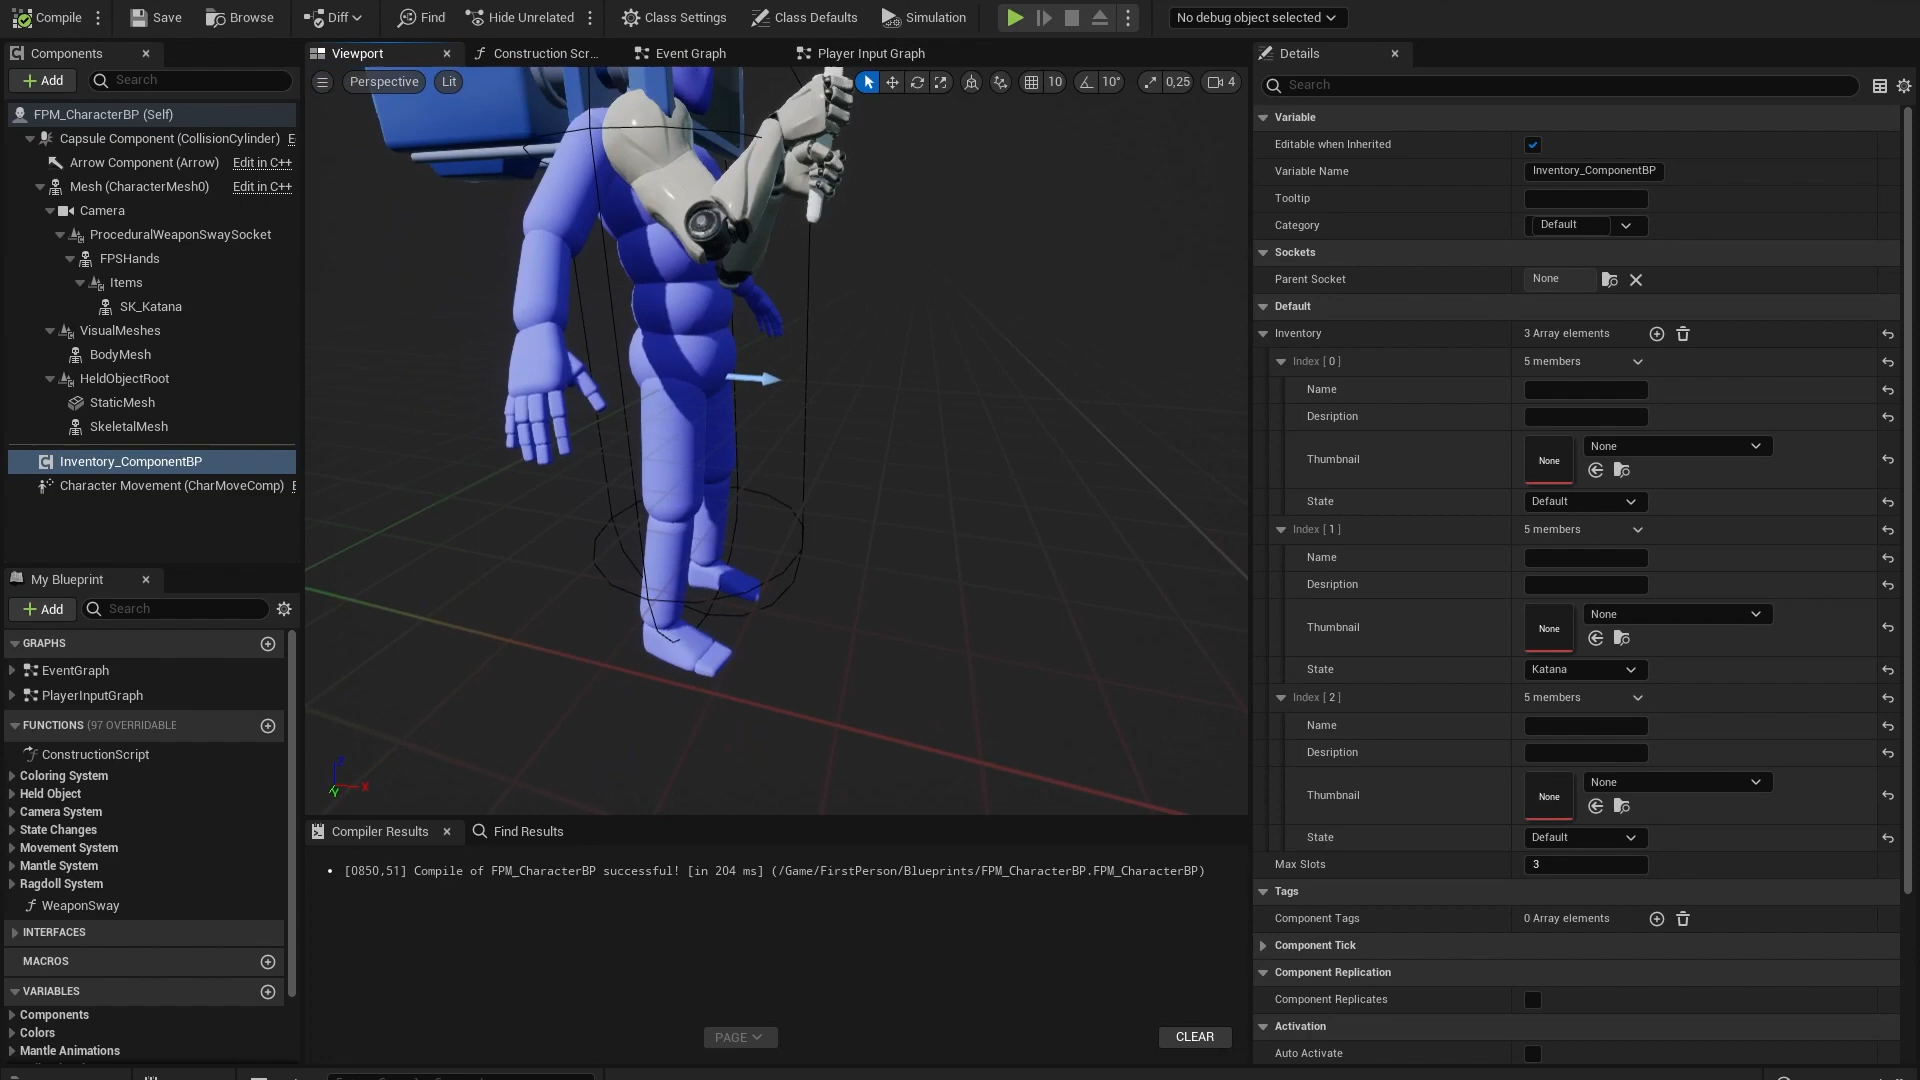 Compile
Save
Browse
Diff
Find
Hide Unrelated
Class Settings
Class Defaults
Simulation
No debug object selected
Components
Viewport
Construction Scr...
Event Graph
Player Input Graph
Details
Add
Search
Perspective
Lit
10
10°
0,25
4
Search
FPM_CharacterBP (Self)
Capsule Component (CollisionCylinder)
Arrow Component (Arrow) Edit in C++
Mesh (CharacterMesh0) Edit in C++
Camera
ProceduralWeaponSwaySocket
FPSHands
Items
SK_Katana
VisualMeshes
BodyMesh
HeldObjectRoot
StaticMesh
SkeletalMesh
Inventory_ComponentBP
Character Movement (CharMoveComp)
My Blueprint
Add
Search
GRAPHS
EventGraph
PlayerInputGraph
FUNCTIONS (97 OVERRIDABLE
ConstructionScript
Coloring System
Held Object
Camera System
State Changes
Movement System
Mantle System
Ragdoll System
WeaponSway
INTERFACES
MACROS
VARIABLES
Components
Colors
Mantle Animations
Z
X
Y
Compiler Results
Find Results
[0850,51] Compile of FPM_CharacterBP successful! [in 204 ms] (/Game/FirstPerson/Blueprints/FPM_CharacterBP.FPM_CharacterBP)
PAGE
CLEAR
Variable
Editable when Inherited
Variable Name Inventory_ComponentBP
Tooltip
Category Default
Sockets
Parent Socket None
Default
Inventory 3 Array elements
Index [ 0 ] 5 members
Name
Desription
Thumbnail None None
State Default
Index [ 1 ] 5 members
Name
Desription
Thumbnail None None
State Katana
Index [ 2 ] 5 members
Name
Desription
Thumbnail None None
State Default
Max Slots 3
Tags
Component Tags 0 Array elements
Component Tick
Component Replication
Component Replicates
Activation
Auto Activate